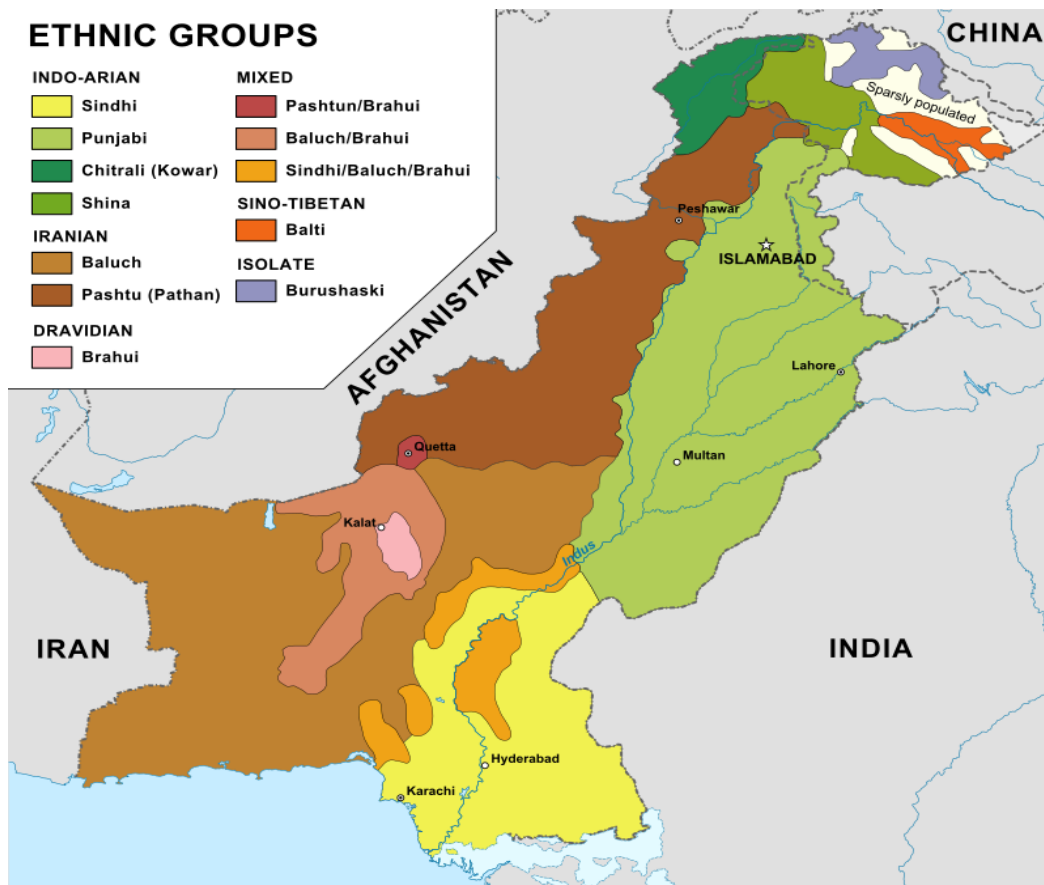 ETHNIC GROUPS
INDO-ARIAN
Sindhi
Punjabi
Chitrali (Kowar)
Shina
IRANIAN
Baluch
Pashtu (Pathan)
DRAVIDIAN
Brahui
MIXED
Pashtun/Brahui
Baluch/Brahui
Sindhi/Baluch/Brahui
SINO-TIBETAN
Balti
ISOLATE
Burushaski
CHINA
Sparsly populated
Peshawar
ISLAMABAD
AFGHANISTAN
Lahore
Quetta
Multan
Kalat
Indus
IRAN
INDIA
Hyderabad
Karachi